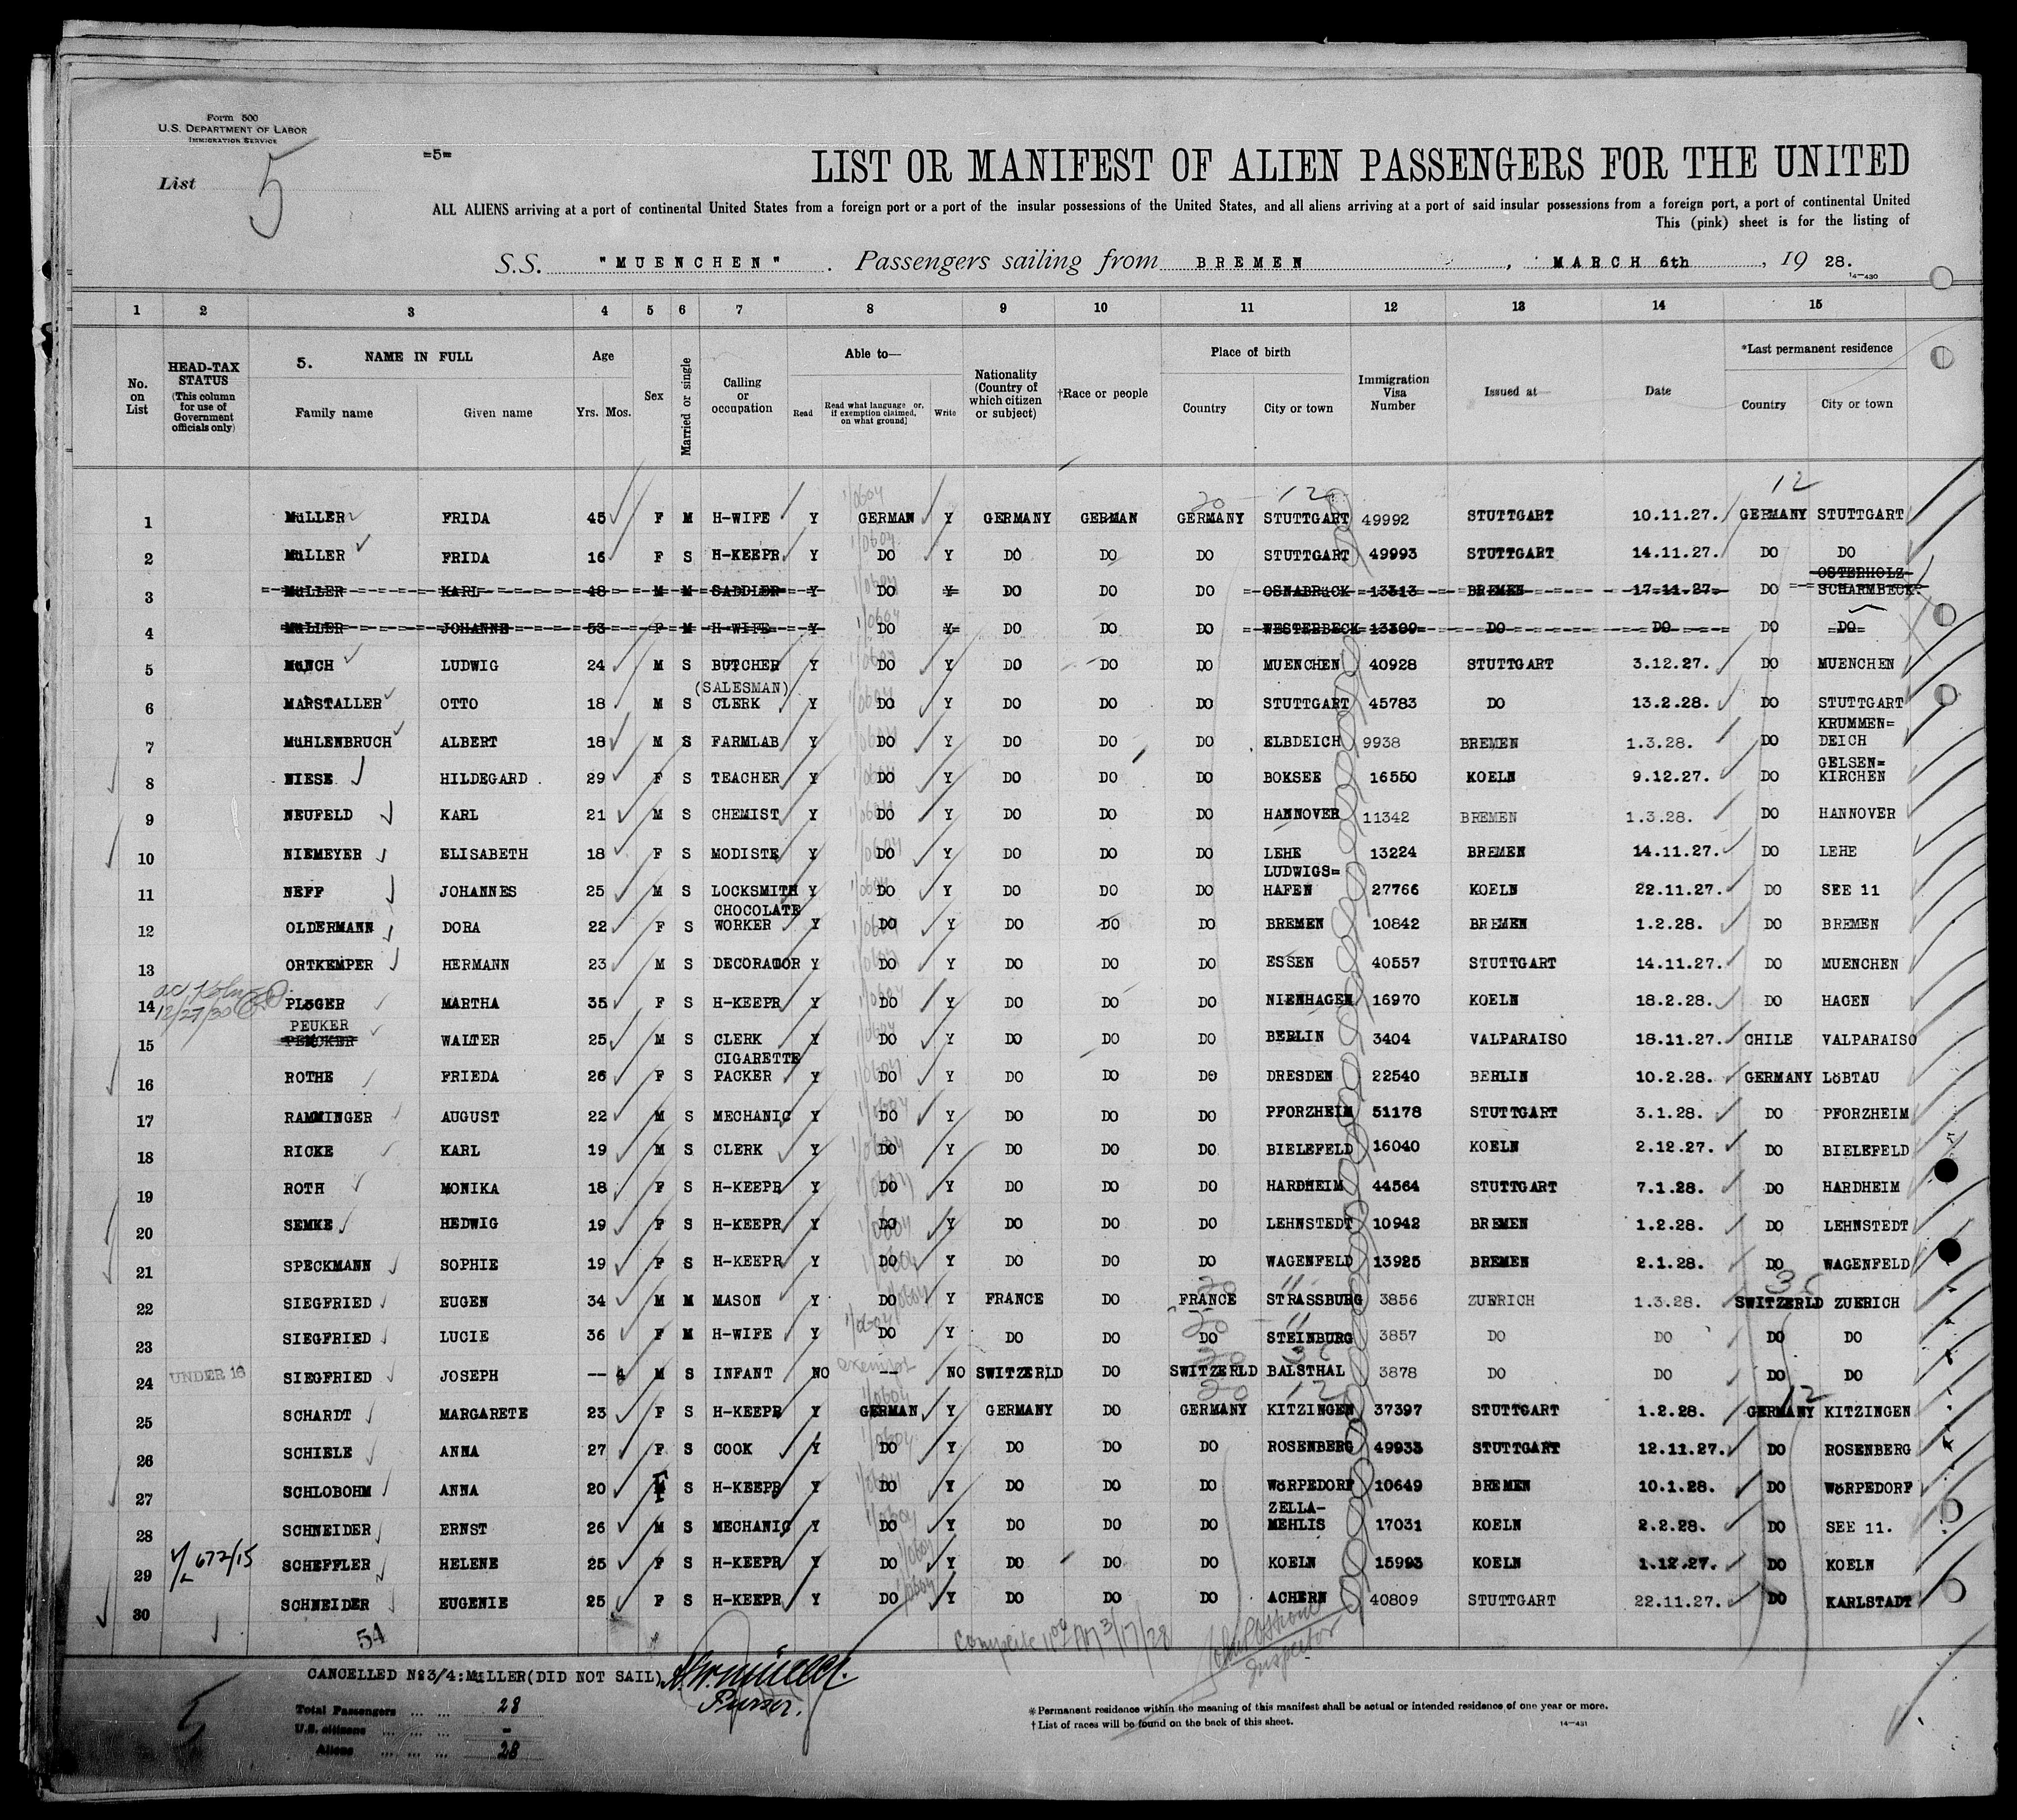 Form 500
U.S. DEPARTMENT OF LABOR
IMMIGRATION SERVICE
=5=
LIST OR MANIFEST OF ALIEN PASSENGERS FOR THE UNITED
List 5
ALL ALIENS arriving at a port of continental United States from a foreign port or a port of the insular possessions of the United States, and all aliens arriving at a port of said insular possessions from a foreign port, a port of continental United
This (pink) sheet is for the listing of
S.S. "MUENCHEN". Passengers sailing from BREMEN, MARCH 6th, 19 28.
14-430
1 2 3 4 5 6 7 8 9 10 11 12 13 14 15
No. on List HEAD-TAX STATUS (This column for use of Government officials only) 5. NAME IN FULL Family name Given name Age Yrs. Mos. Sex Married or single Calling or occupation Able to— Read Read what language or, if exemption claimed, on what ground] Write Nationality (Country of which citizen or subject) †Race or people Place of birth Country City or town Immigration Visa Number Issued at Date *Last permanent residence Country City or town
20 12 12
1 MüLLER FRIDA 45 F M H-WIFE Y GERMAN Y GERMANY GERMAN GERMANY STUTTGART 49992 STUTTGART 10.11.27. GERMANY STUTTGART
2 MüLLER FRIDA 16 F S H-KEEPR Y DO Y DO DO DO STUTTGART 49993 STUTTGART 14.11.27. DO DO
3 MüLLER KARL 48 M M SADDLER Y DO Y DO DO DO OSNABRüCK 13313 BREMEN 17.11.27. DO OSTERHOLZ-SCHARMBECK
4 MüLLER JOHANNE 53 F M H-WIFE Y DO Y DO DO DO WESTERBECK 13309 DO DO DO DO
5 MüNCH LUDWIG 24 M S BUTCHER Y DO Y DO DO DO MUENCHEN 40928 STUTTGART 3.12.27. DO MUENCHEN
6 MARSTALLER OTTO 18 M S (SALESMAN) CLERK Y DO Y DO DO DO STUTTGART 45783 DO 13.2.28. DO STUTTGART
7 MüHLENBRUCH ALBERT 18 M S FARMLAB. Y DO Y DO DO DO ELBDEICH 9938 BREMEN 1.3.28. DO KRUMMEN=DEICH
8 NIESE HILDEGARD 29 F S TEACHER Y DO Y DO DO DO BOKSEE 16550 KOELN 9.12.27. DO GELSEN=KIRCHEN
9 NEUFELD KARL 21 M S CHEMIST Y DO Y DO DO DO HANNOVER 11342 BREMEN 1.3.28. DO HANNOVER
10 NIEMEYER ELISABETH 18 F S MODISTE Y DO Y DO DO DO LEHE 13224 BREMEN 14.11.27. DO LEHE
11 NEFF JOHANNES 25 M S LOCKSMITH Y DO Y DO DO DO LUDWIGS=HAFEN 27766 KOELN 22.11.27. DO SEE 11
12 OLDERMANN DORA 22 F S CHOCOLATE WORKER Y DO Y DO DO DO BREMEN 10842 BREMEN 1.2.28. DO BREMEN
13 ORTKEMPER HERMANN 23 M S DECORATOR Y DO Y DO DO DO ESSEN 40557 STUTTGART 14.11.27. DO MUENCHEN
14 12/27/30 PLöGER MARTHA 35 F S H-KEEPR Y DO Y DO DO DO NIENHAGEN 16970 KOELN 18.2.28. DO HAGEN
15 PEUKER WALTER 25 M S CLERK Y DO Y DO DO DO BERLIN 3404 VALPARAISO 18.11.27. CHILE VALPARAISO
16 ROTHE FRIEDA 26 F S CIGARETTE PACKER Y DO Y DO DO DO DRESDEN 22540 BERLIN 10.2.28. GERMANY LöBTAU
17 RAMMINGER AUGUST 22 M S MECHANIC Y DO Y DO DO DO PFORZHEIM 51178 STUTTGART 3.1.28. DO PFORZHEIM
18 RICKE KARL 19 M S CLERK Y DO Y DO DO DO BIELEFELD 16040 KOELN 2.12.27. DO BIELEFELD
19 ROTH MONIKA 18 F S H-KEEPR Y DO Y DO DO DO HARDHEIM 44564 STUTTGART 7.1.28. DO HARDHEIM
20 SEMKE HEDWIG 19 F S H-KEEPR Y DO Y DO DO DO LEHNSTEDT 10942 BREMEN 1.2.28. DO LEHNSTEDT
21 SPECKMANN SOPHIE 19 F S H-KEEPR Y DO Y DO DO DO WAGENFELD 13925 BREMEN 2.1.28. DO WAGENFELD
22 SIEGFRIED EUGEN 34 M M MASON Y DO Y FRANCE DO FRANCE STRASSBURG 3856 ZUERICH 1.3.28. SWITZERLD ZUERICH
23 SIEGFRIED LUCIE 36 F M H-WIFE Y DO Y DO DO DO STEINBURG 3857 DO DO DO DO
24 UNDER 16 SIEGFRIED JOSEPH -- 4 M S INFANT NO exempt -- NO SWITZERLD DO SWITZERLD BALSTHAL 3878 DO DO DO DO
25 SCHARDT MARGARETE 23 F S H-KEEPR Y GERMAN Y GERMANY DO GERMANY KITZINGEN 37397 STUTTGART 1.2.28. GERMANY KITZINGEN
26 SCHIELE ANNA 27 F S COOK Y DO Y DO DO DO ROSENBERG 49933 STUTTGART 12.11.27. DO ROSENBERG
27 SCHLOBOHM ANNA 20 F S H-KEEPR Y DO Y DO DO DO WöRPEDORF 10649 BREMEN 10.1.28. DO WöRPEDORF
28 SCHNEIDER ERNST 26 M S MECHANIC Y DO Y DO DO DO ZELLA-MEHLIS 17031 KOELN 2.2.28. DO SEE 11.
29 672/15 SCHEFFLER HELENE 25 F S H-KEEPR Y DO Y DO DO DO KOELN 15993 KOELN 1.12.27. DO KOELN
30 SCHNEIDER EUGENIE 25 F S H-KEEPR Y DO Y DO DO DO ACHERN 40809 STUTTGART 22.11.27. DO KARLSTADT
54
3/17/28
Inspector
CANCELLED No3/4:MüLLER(DID NOT SAIL)
Purser.
5
Total Passengers ... ... 28
U.S. citizens ... ... ... -
Aliens ... ... ... 28
* Permanent residence within the meaning of this manifest shall be actual or intended residence of one year or more.
† List of races will be found on the back of this sheet.
14-431